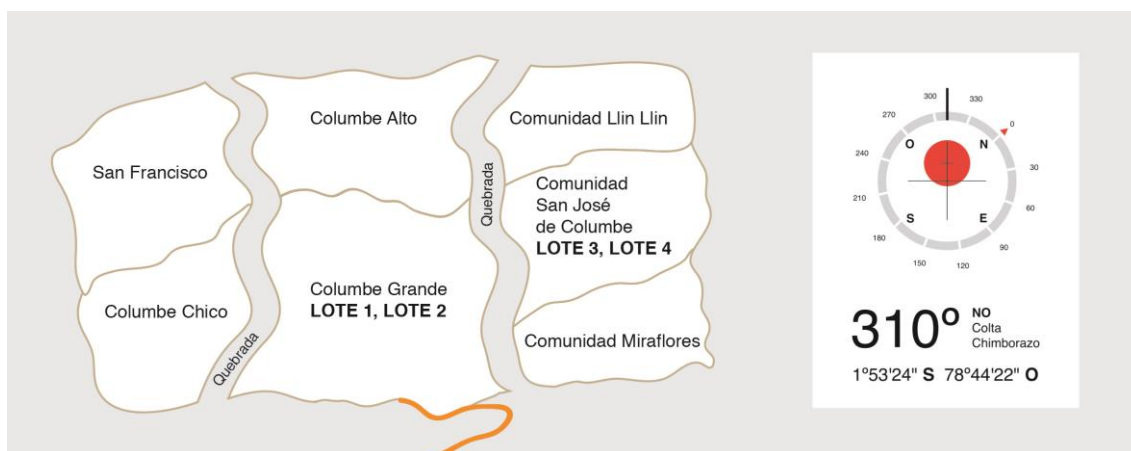 San Francisco
Columbe Chico
Quebrada
Columbe Alto
Columbe Grande
LOTE 1, LOTE 2
Quebrada
Comunidad Llin Llin
Comunidad
San José
de Columbe
LOTE 3, LOTE 4
Comunidad Miraflores
300
330
270
0
O
N
240
30
210
60
S
E
180
90
150
120
310º
NO
Colta
Chimborazo
1º53'24" S 78º44'22" O